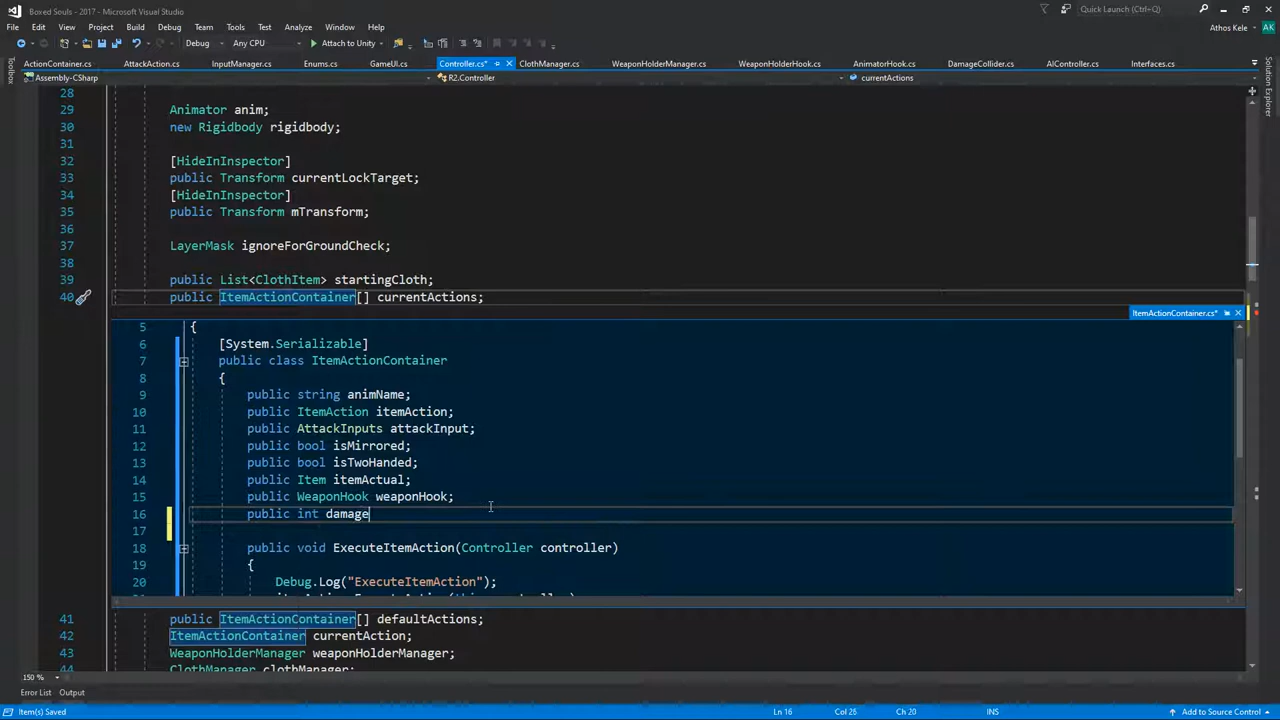 Boxed Souls - 2017 - Microsoft Visual Studio
Quick Launch (Ctrl+Q)
File Edit View Project Build Debug Team Tools Test Analyze Window Help
Athos Kele AK
Debug Any CPU Attach to Unity
ActionContainer.cs AttackAction.cs InputManager.cs Enums.cs GameUI.cs Controller.cs* ClothManager.cs WeaponHolderManager.cs WeaponHolderHook.cs AnimatorHook.cs DamageCollider.cs AIController.cs Interfaces.cs
Toolbox
Solution Explorer
Assembly-CSharp R2.Controller currentActions
28
29 Animator anim;
30 new Rigidbody rigidbody;
31
32 [HideInInspector]
33 public Transform currentLockTarget;
34 [HideInInspector]
35 public Transform mTransform;
36
37 LayerMask ignoreForGroundCheck;
38
39 public List<ClothItem> startingCloth;
40 public ItemActionContainer[] currentActions;
ItemActionContainer.cs*
5 {
6 [System.Serializable]
7 public class ItemActionContainer
8 {
9 public string animName;
10 public ItemAction itemAction;
11 public AttackInputs attackInput;
12 public bool isMirrored;
13 public bool isTwoHanded;
14 public Item itemActual;
15 public WeaponHook weaponHook;
16 public int damage
17
18 public void ExecuteItemAction(Controller controller)
19 {
20 Debug.Log("ExecuteItemAction");
41 public ItemActionContainer[] defaultActions;
42 ItemActionContainer currentAction;
43 WeaponHolderManager weaponHolderManager;
44 ClothManager clothManager;
150 %
Error List Output
Item(s) Saved Ln 16 Col 26 Ch 20 INS Add to Source Control